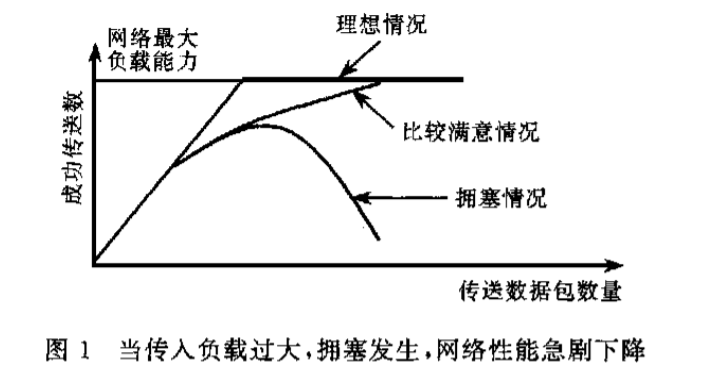 理想情况
网络最大
负载能力
成功传送数
比较满意情况
拥塞情况
传送数据包数量
图 1 当传入负载过大,拥塞发生,网络性能急剧下降